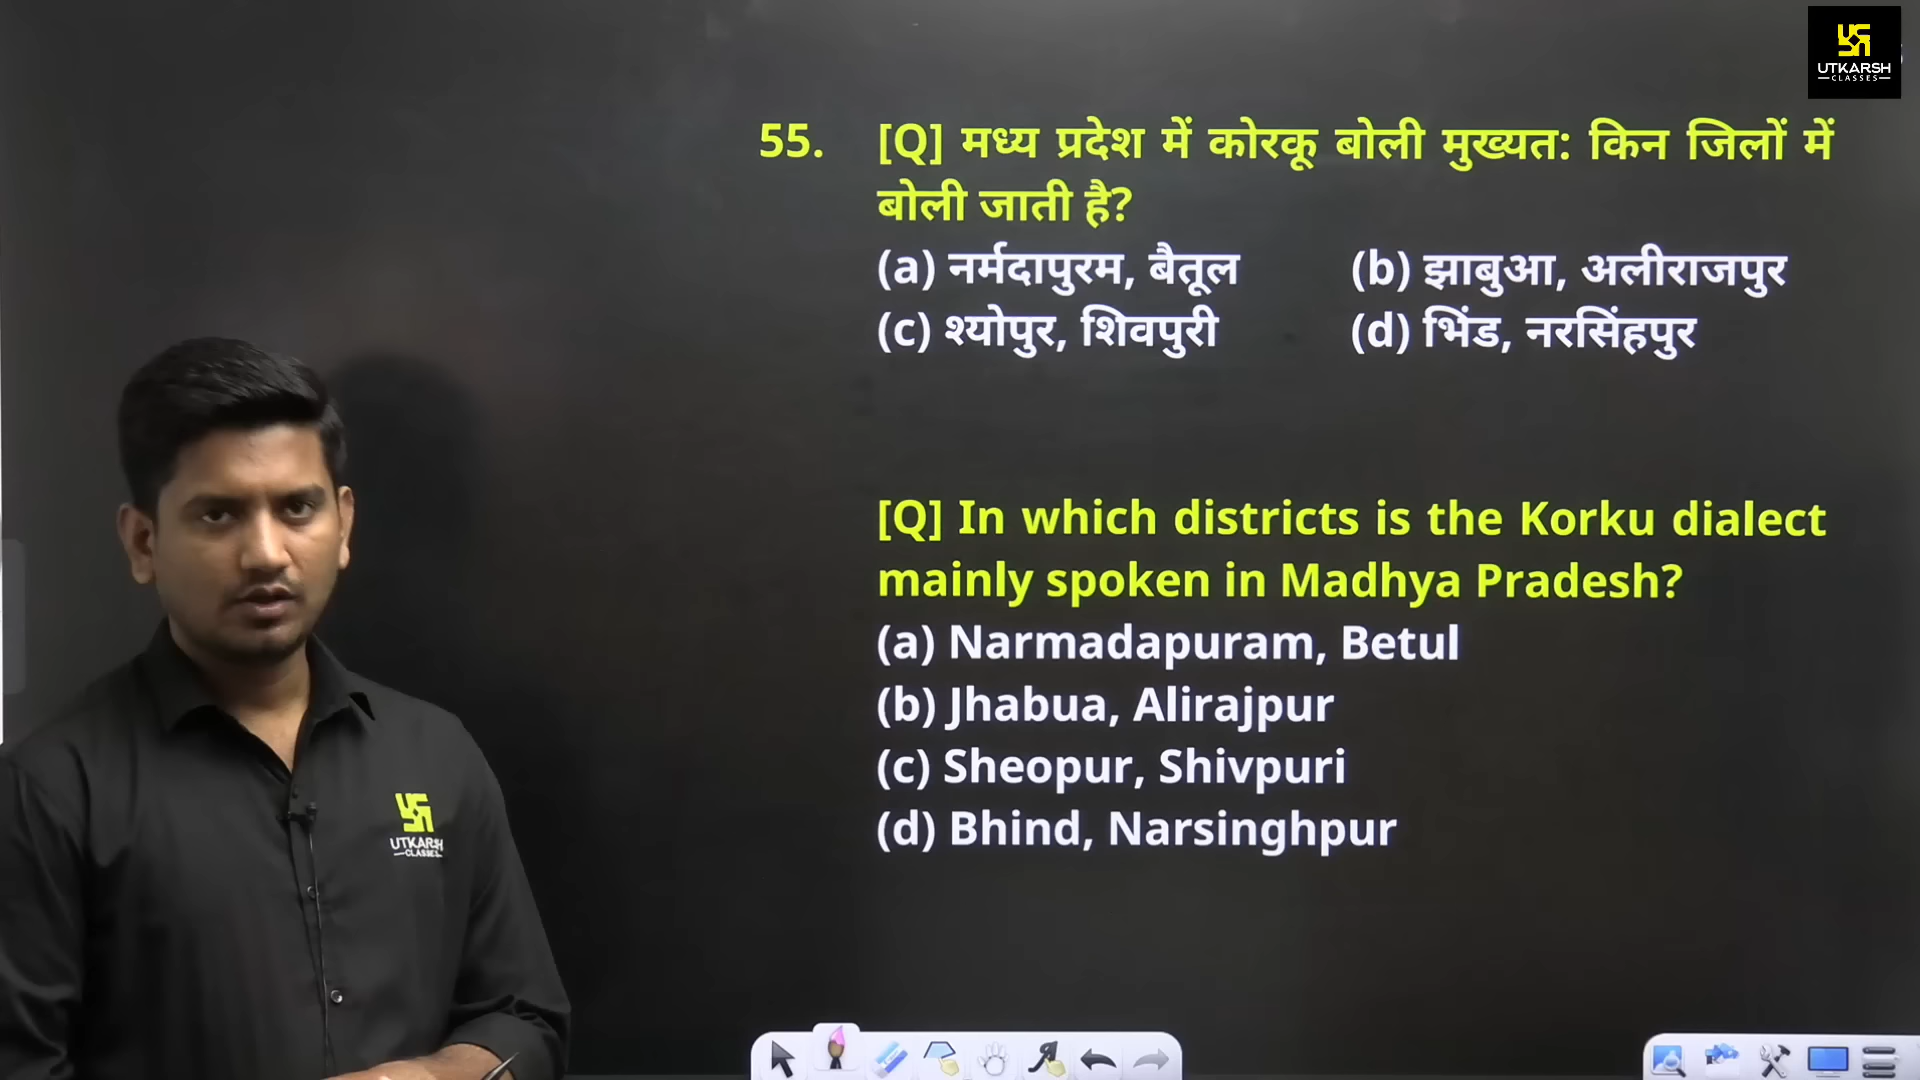 UTKARSH
CLASSES
55. [Q] मध्य प्रदेश में कोरकू बोली मुख्यत: किन जिलों में
बोली जाती है?
(a) नर्मदापुरम, बैतूल (b) झाबुआ, अलीराजपुर
(c) श्योपुर, शिवपुरी (d) भिंड, नरसिंहपुर
[Q] In which districts is the Korku dialect
mainly spoken in Madhya Pradesh?
(a) Narmadapuram, Betul
(b) Jhabua, Alirajpur
(c) Sheopur, Shivpuri
(d) Bhind, Narsinghpur
UTKARSH
CLASSES